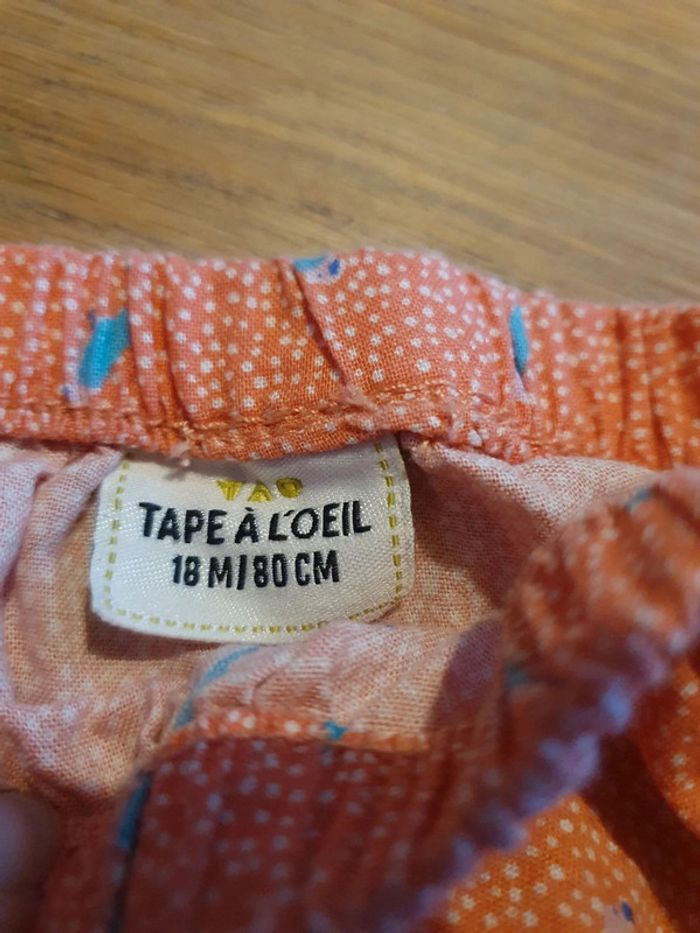 TAO
TAPE À L'OEIL
18 M/80 CM